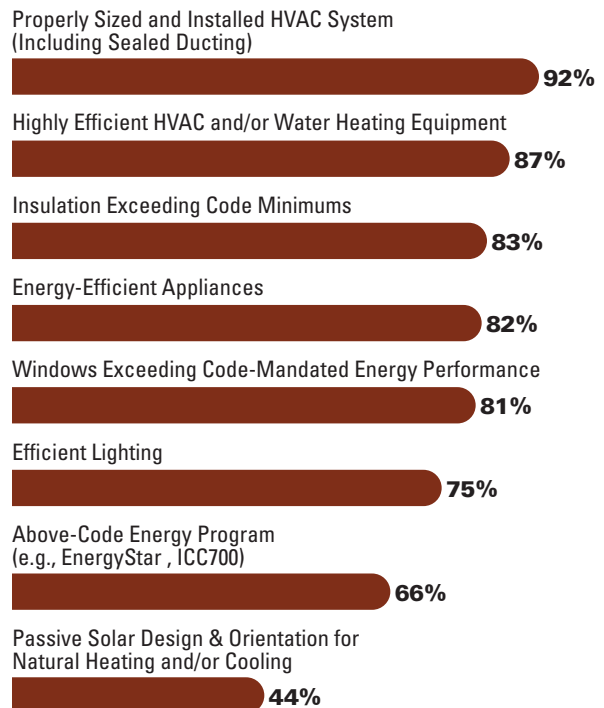 Properly Sized and Installed HVAC System
(Including Sealed Ducting)
92%
Highly Efficient HVAC and/or Water Heating Equipment
87%
Insulation Exceeding Code Minimums
83%
Energy-Efficient Appliances
82%
Windows Exceeding Code-Mandated Energy Performance
81%
Efficient Lighting
75%
Above-Code Energy Program
(e.g., EnergyStar , ICC700)
66%
Passive Solar Design & Orientation for
Natural Heating and/or Cooling
44%